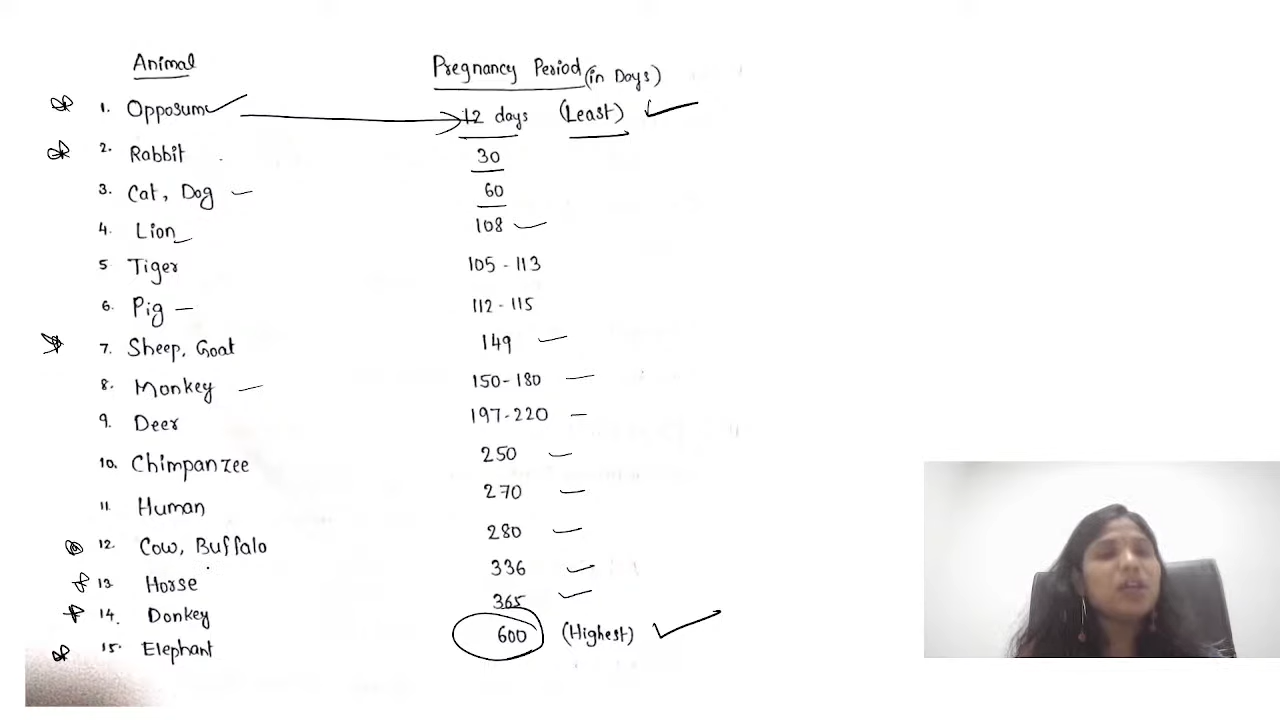 Animal Pregnancy Period (in Days)
1. Opposum 12 days (Least)
2. Rabbit 30
3. Cat, Dog 60
4. Lion 108
5 Tiger 105 - 113
6. Pig 112 - 115
7. Sheep, Goat 149
8. Monkey 150-180
9. Deer 197-220
10. Chimpanzee 250
11. Human 270
12. Cow, Buffalo 280
13. Horse 336
14. Donkey 365
15. Elephant 600 (Highest)